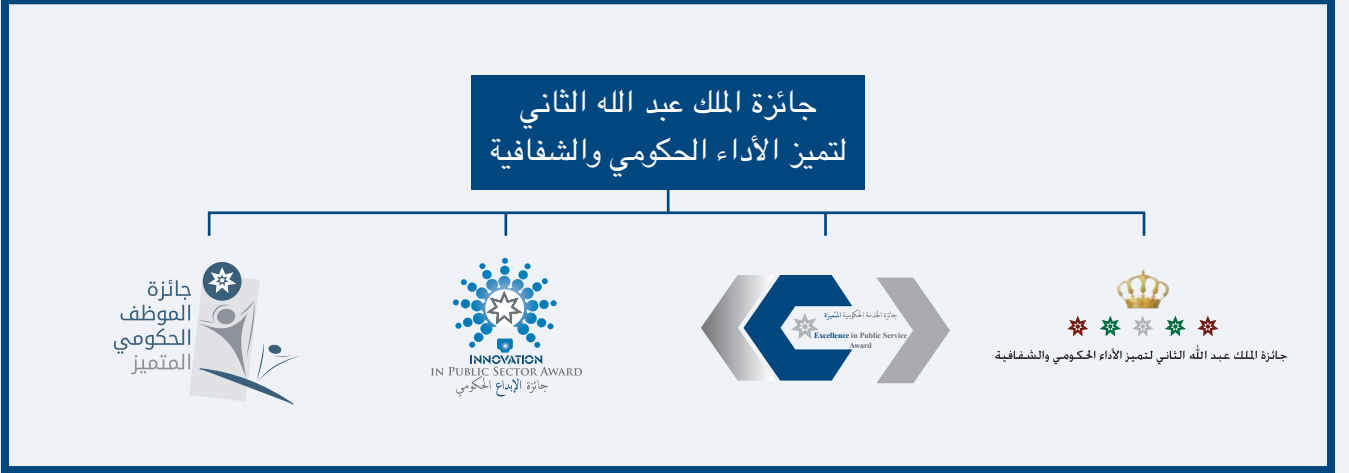 جائزة الملك عبد الله الثاني
لتميز الأداء الحكومي والشفافية
جائزة الملك عبد الله الثاني لتميز الأداء الحكومي والشفافية
جائزة الخدمة الحكومية المتميزة
Excellence in Public Service
Award
INNOVATION
IN PUBLIC SECTOR AWARD
جائزة الإبداع الحكومي
جائزة
الموظف
الحكومي
المتميز